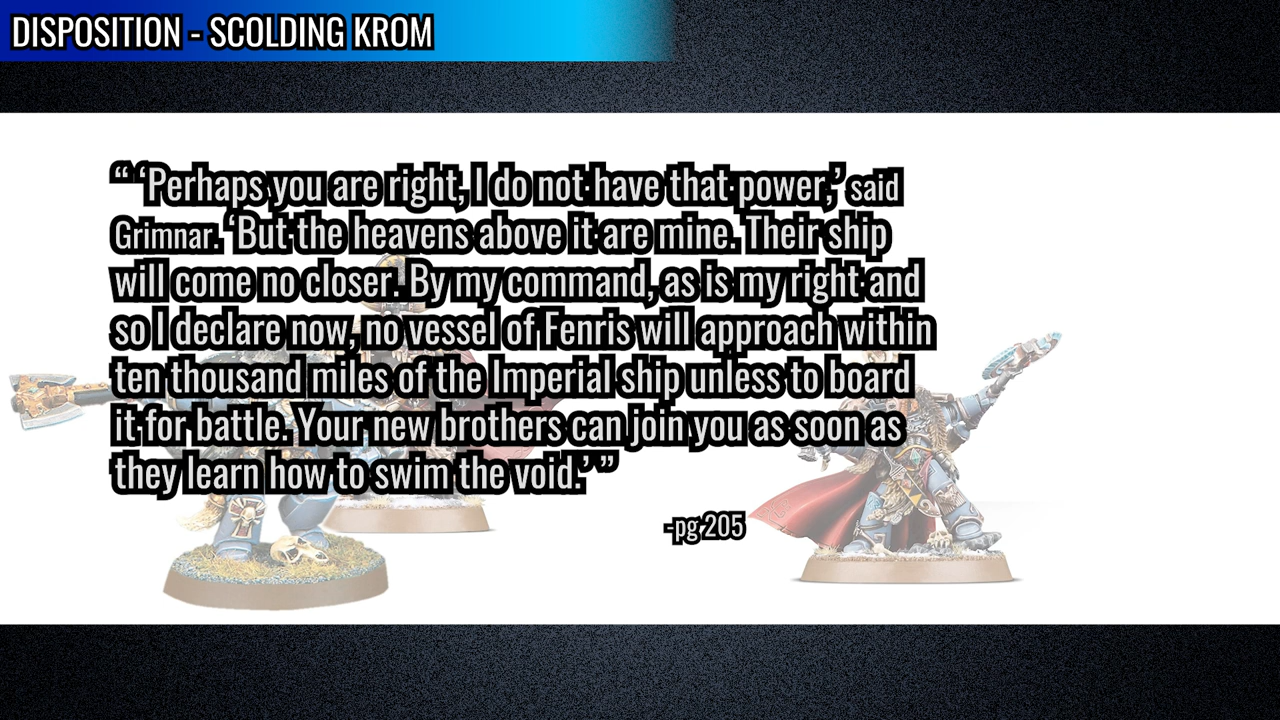 DISPOSITION - SCOLDING KROM
“ ‘Perhaps you are right, I do not have that power,’ said
Grimnar. ‘But the heavens above it are mine. Their ship
will come no closer. By my command, as is my right and
so I declare now, no vessel of Fenris will approach within
ten thousand miles of the Imperial ship unless to board
it for battle. Your new brothers can join you as soon as
they learn how to swim the void.’ ”
-pg 205